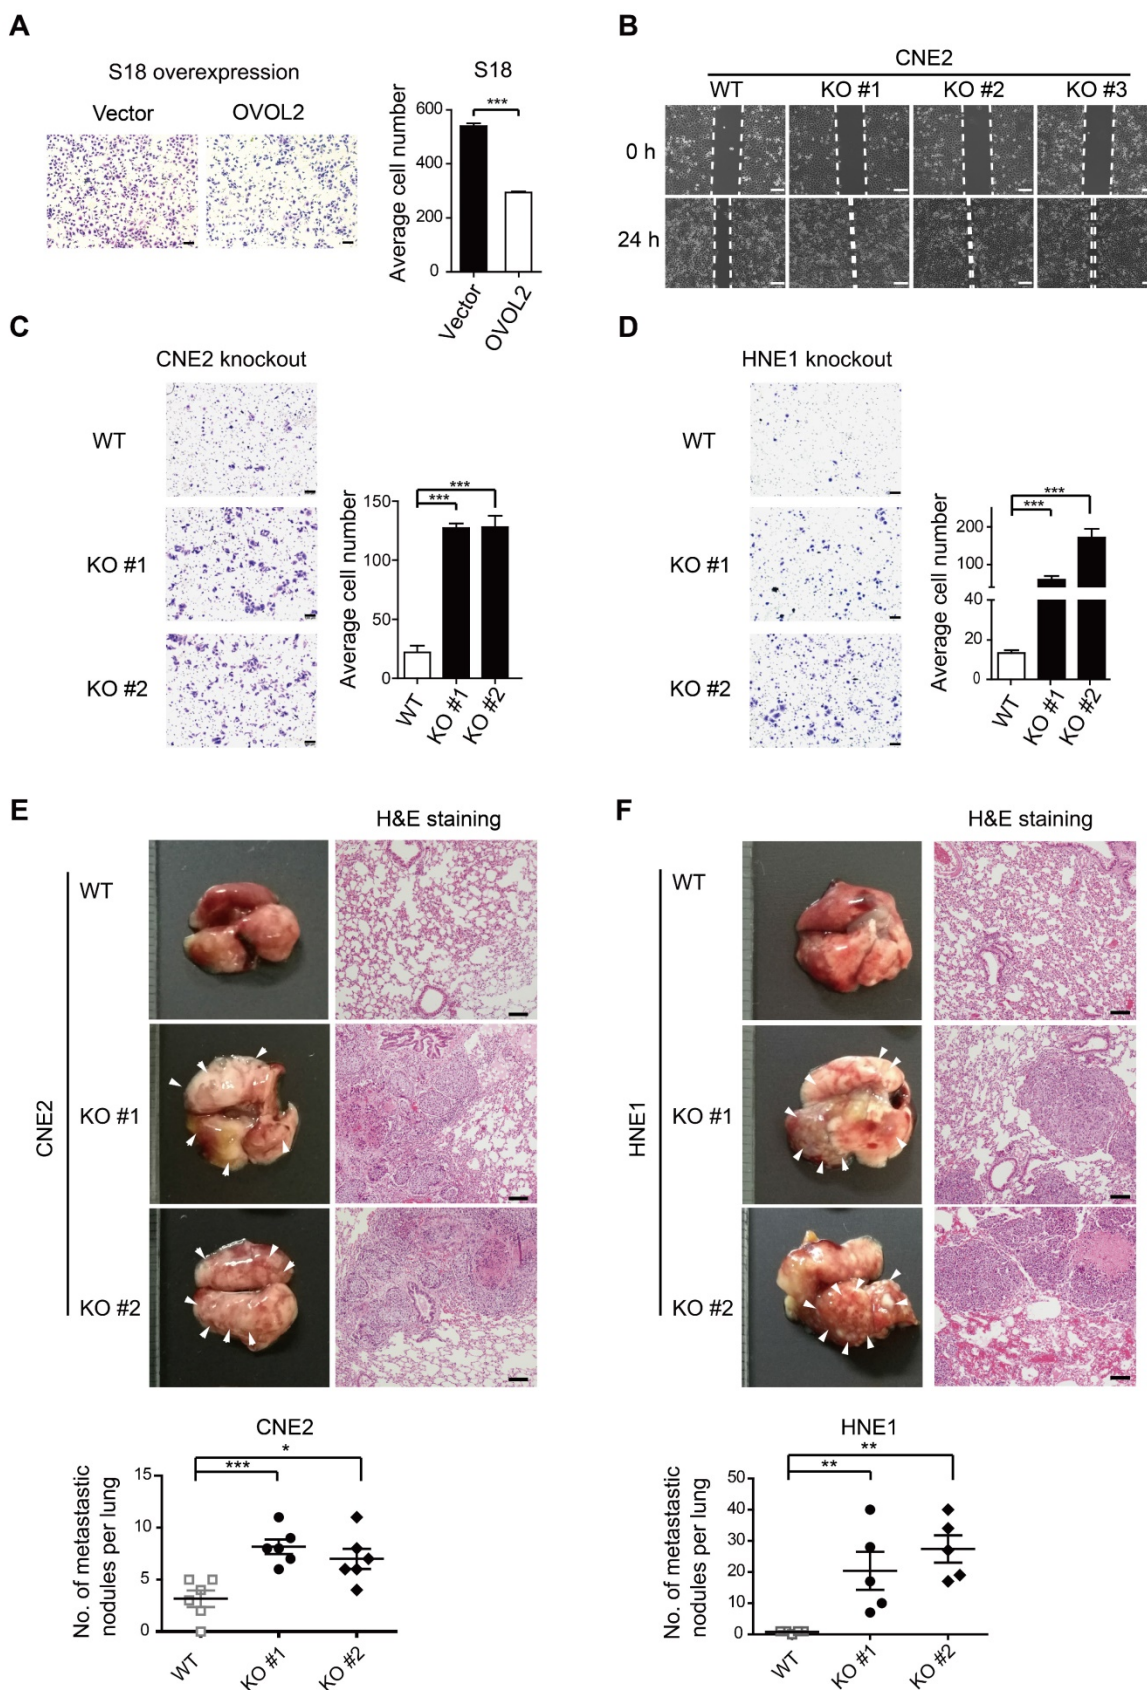 A
S18 overexpression
Vector
OVOL2
S18
***
Average cell number
600
400
200
0
Vector
OVOL2
B
CNE2
WT
KO #1
KO #2
KO #3
0 h
24 h
C
CNE2 knockout
WT
KO #1
KO #2
***
***
Average cell number
150
100
50
0
WT
KO #1
KO #2
D
HNE1 knockout
WT
KO #1
KO #2
***
***
Average cell number
200
100
40
20
0
WT
KO #1
KO #2
E
H&E staining
CNE2
WT
KO #1
KO #2
CNE2
*
***
No. of metastastic
nodules per lung
15
10
5
0
WT
KO #1
KO #2
F
H&E staining
HNE1
WT
KO #1
KO #2
HNE1
**
**
No. of metastastic
nodules per lung
50
40
30
20
10
0
WT
KO #1
KO #2